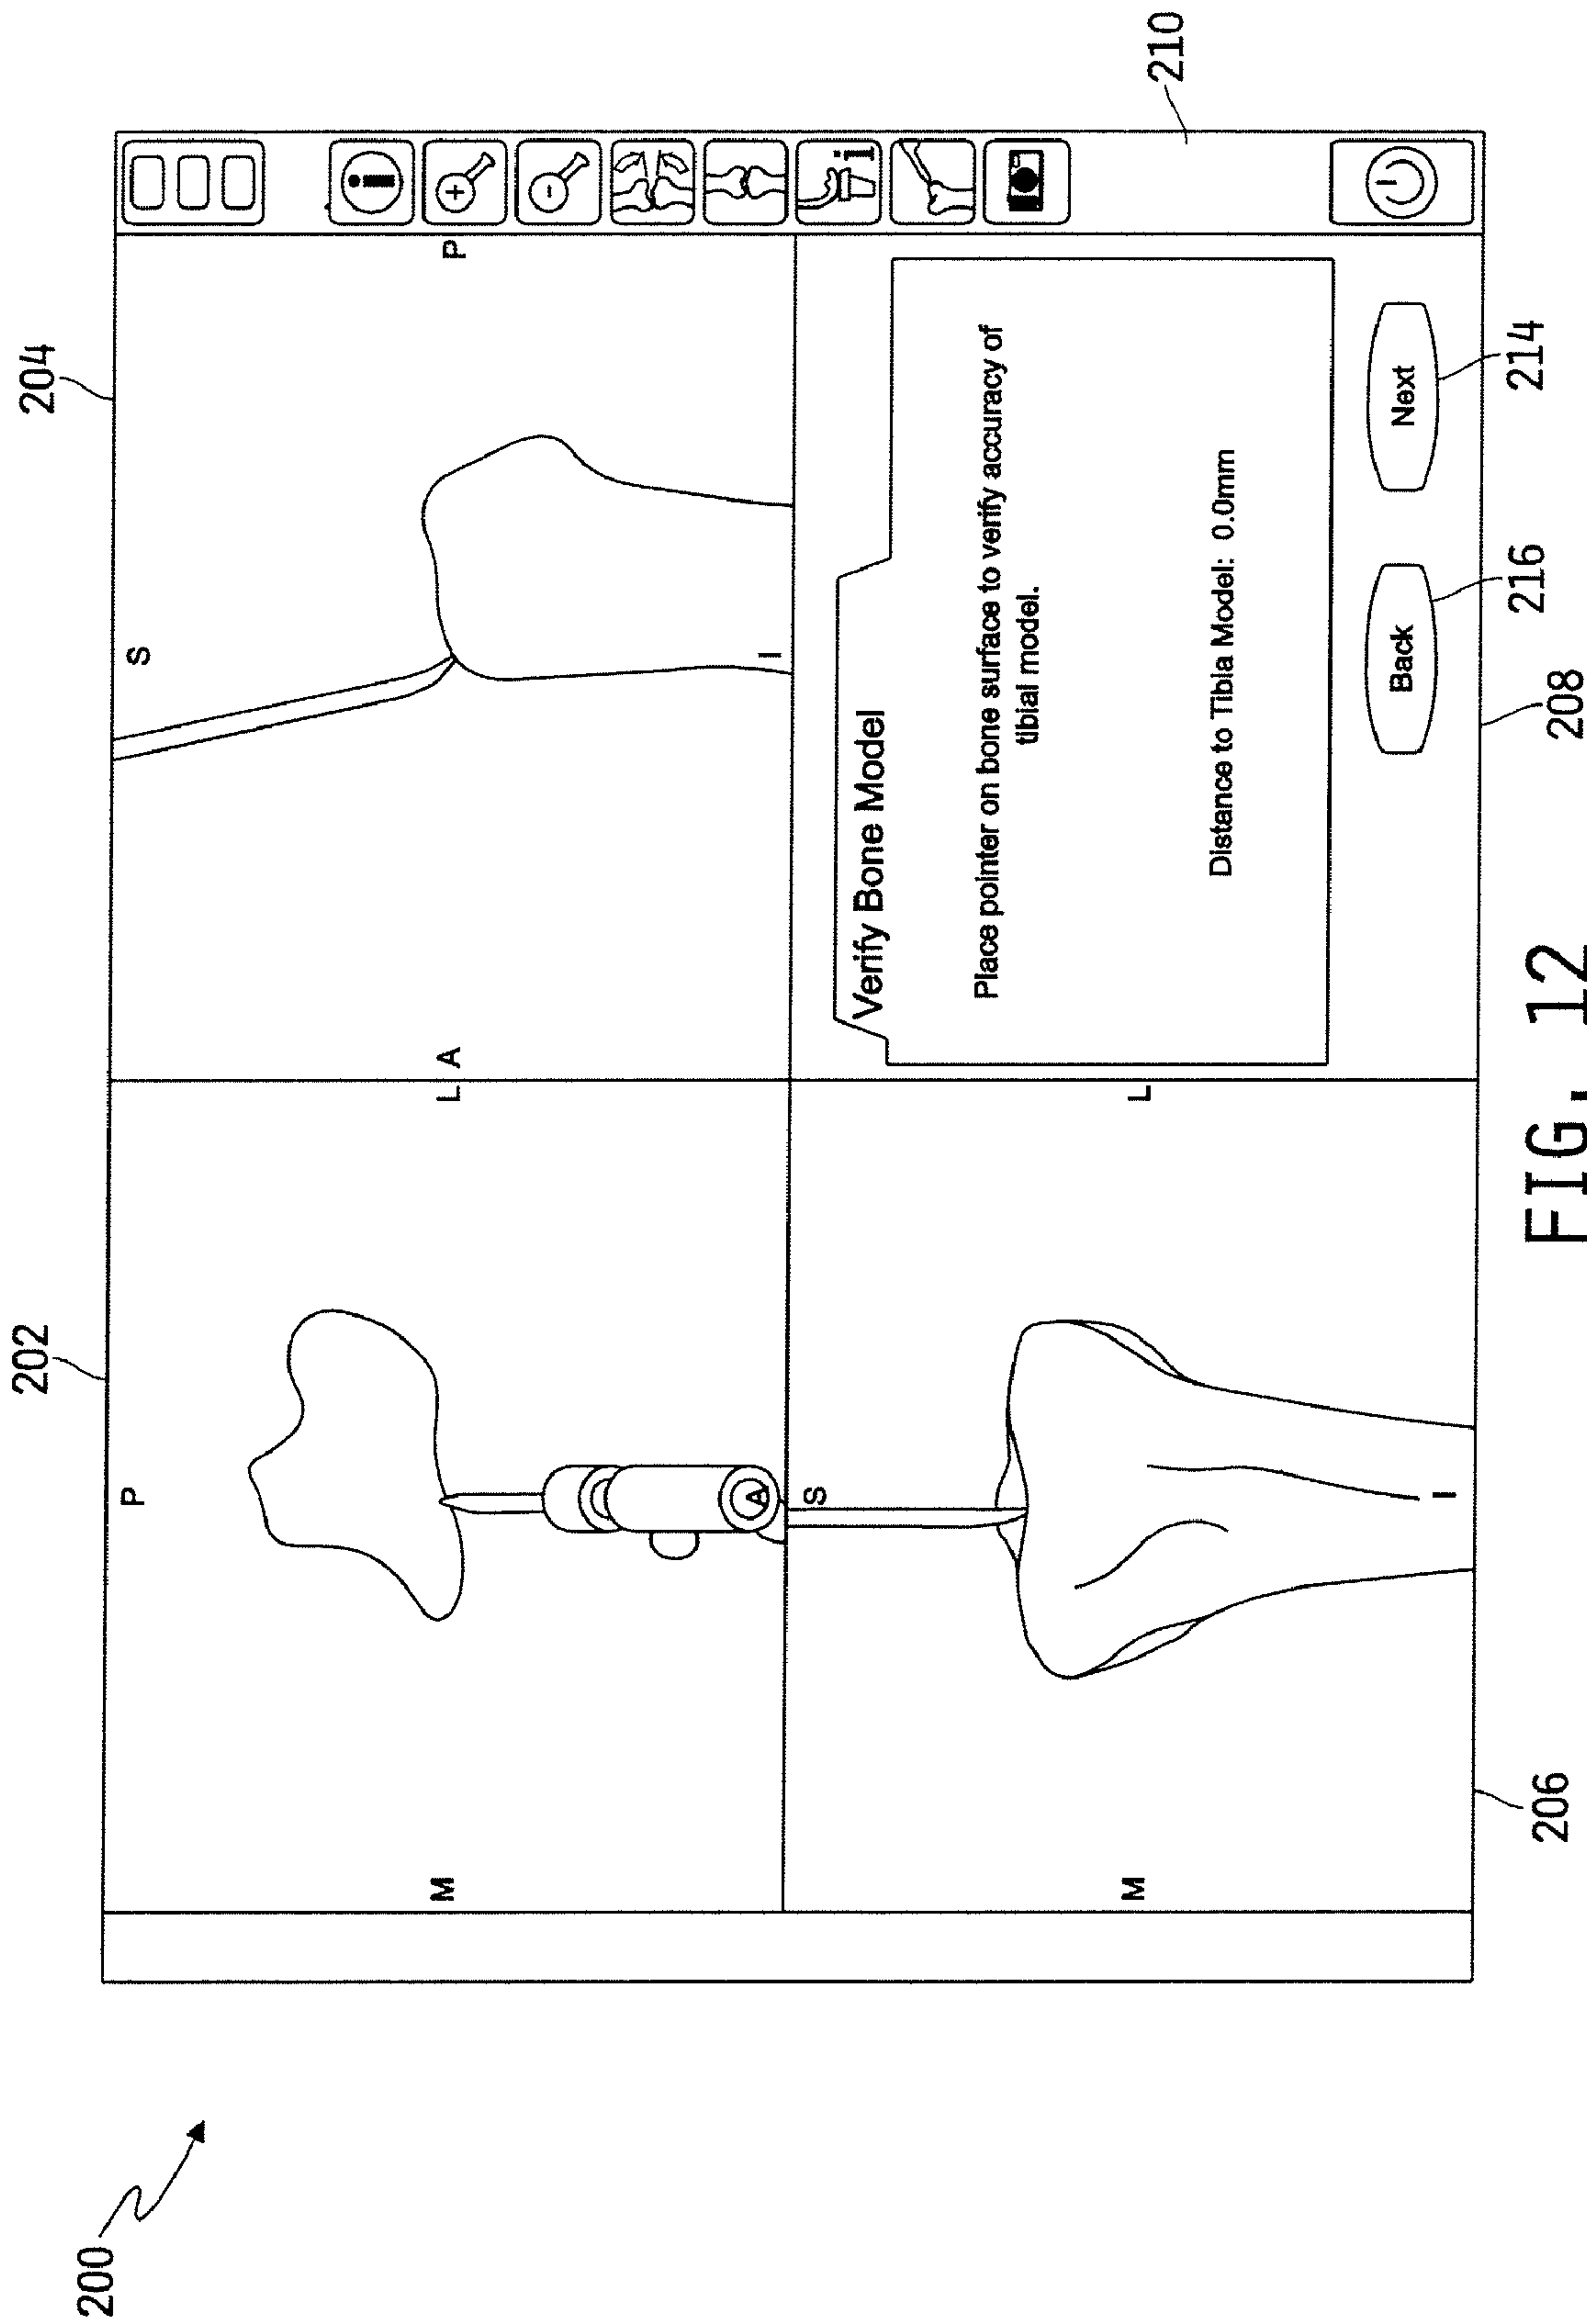 200
202
204
P
S
M
L
A
P
A
I
210
i
+
-
i
S
M
L
I
Verify Bone Model
Place pointer on bone surface to verify accuracy of
tibial model.
Distance to Tibia Model: 0.0mm
Back
Next
206
208
216
214
FIG. 12